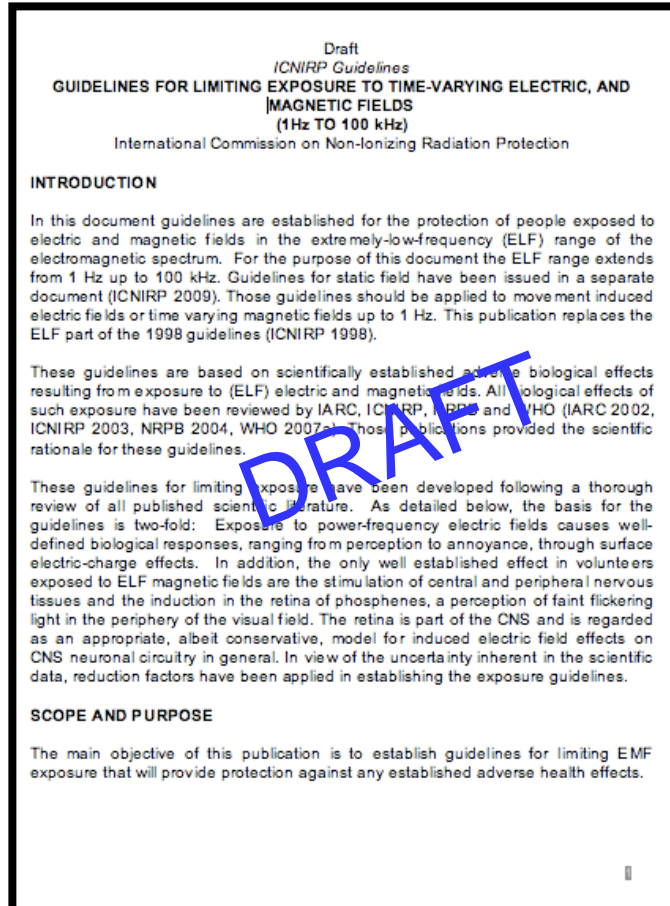 Draft
ICNIRP Guidelines
GUIDELINES FOR LIMITING EXPOSURE TO TIME-VARYING ELECTRIC, AND
MAGNETIC FIELDS
(1Hz TO 100 kHz)
International Commission on Non-Ionizing Radiation Protection
INTRODUCTION
In this document guidelines are established for the protection of people exposed to
electric and magnetic fields in the extremely-low-frequency (ELF) range of the
electromagnetic spectrum. For the purpose of this document the ELF range extends
from 1 Hz up to 100 kHz. Guidelines for static field have been issued in a separate
document (ICNIRP 2009). Those guidelines should be applied to movement induced
electric fields or time varying magnetic fields up to 1 Hz. This publication replaces the
ELF part of the 1998 guidelines (ICNIRP 1998).
These guidelines are based on scientifically established adverse biological effects
resulting from exposure to (ELF) electric and magnetic fields. All biological effects of
such exposure have been reviewed by IARC, ICNIRP, NRPB and WHO (IARC 2002,
ICNIRP 2003, NRPB 2004, WHO 2007a). Those publications provided the scientific
rationale for these guidelines.
DRAFT
These guidelines for limiting exposure have been developed following a thorough
review of all published scientific literature. As detailed below, the basis for the
guidelines is two-fold: Exposure to power-frequency electric fields causes well-
defined biological responses, ranging from perception to annoyance, through surface
electric-charge effects. In addition, the only well established effect in volunteers
exposed to ELF magnetic fields are the stimulation of central and peripheral nervous
tissues and the induction in the retina of phosphenes, a perception of faint flickering
light in the periphery of the visual field. The retina is part of the CNS and is regarded
as an appropriate, albeit conservative, model for induced electric field effects on
CNS neuronal circuitry in general. In view of the uncertainty inherent in the scientific
data, reduction factors have been applied in establishing the exposure guidelines.
SCOPE AND PURPOSE
The main objective of this publication is to establish guidelines for limiting EMF
exposure that will provide protection against any established adverse health effects.
1